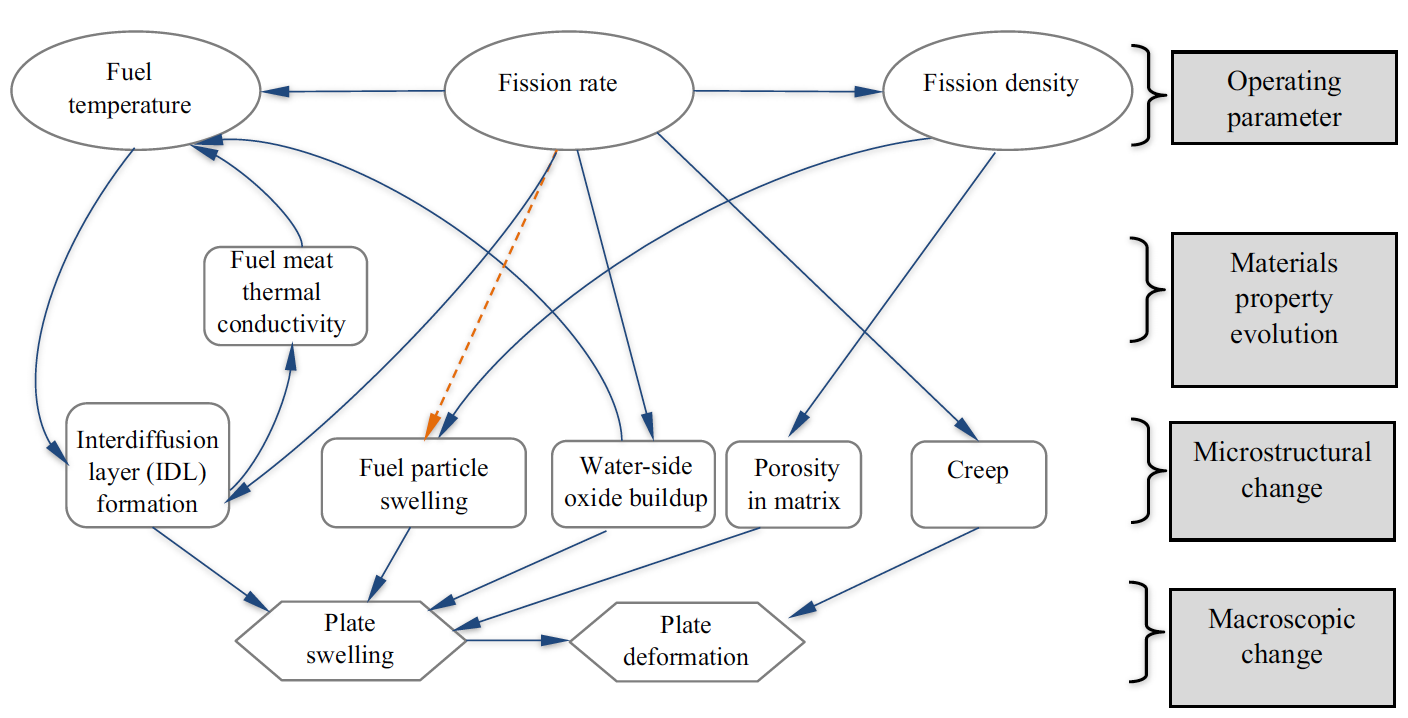 Fuel
temperature
Fission rate
Fission density
Operating
parameter
Fuel meat
thermal
conductivity
Materials
property
evolution
Interdiffusion
layer (IDL)
formation
Fuel particle
swelling
Water-side
oxide buildup
Porosity
in matrix
Creep
Microstructural
change
Plate
swelling
Plate
deformation
Macroscopic
change